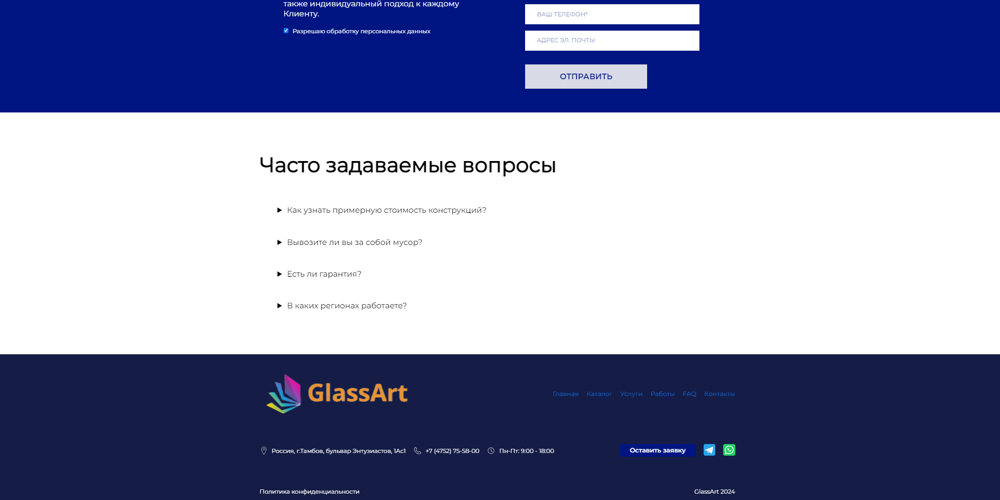 также индивидуальный подход к каждому
Клиенту.
Разрешаю обработку персональных данных
ВАШ ТЕЛЕФОН*
АДРЕС ЭЛ. ПОЧТЫ
ОТПРАВИТЬ
Часто задаваемые вопросы
Как узнать примерную стоимость конструкций?
Вывозите ли вы за собой мусор?
Есть ли гарантия?
В каких регионах работаете?
GlassArt
Главная Каталог Услуги Работы FAQ Контакты
Россия, г.Тамбов, бульвар Энтузиастов, 1Ас1 +7 (4752) 75-58-00 Пн-Пт: 9:00 - 18:00 Оставить заявку
Политика конфиденциальности GlassArt 2024